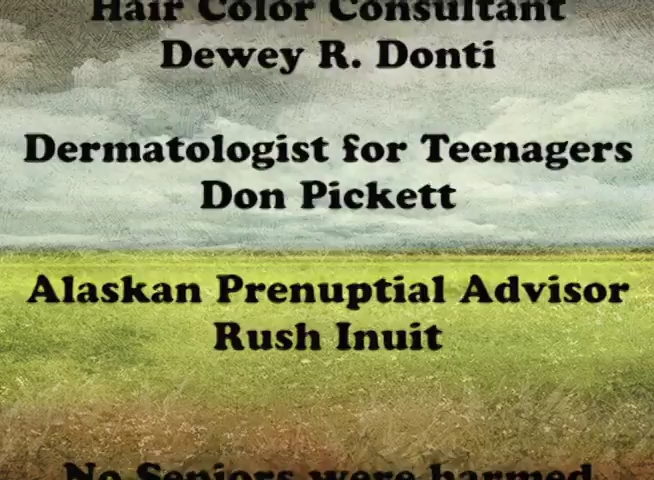 Hair Color Consultant
Dewey R. Donti
Dermatologist for Teenagers
Don Pickett
Alaskan Prenuptial Advisor
Rush Inuit
No Seniors were harmed